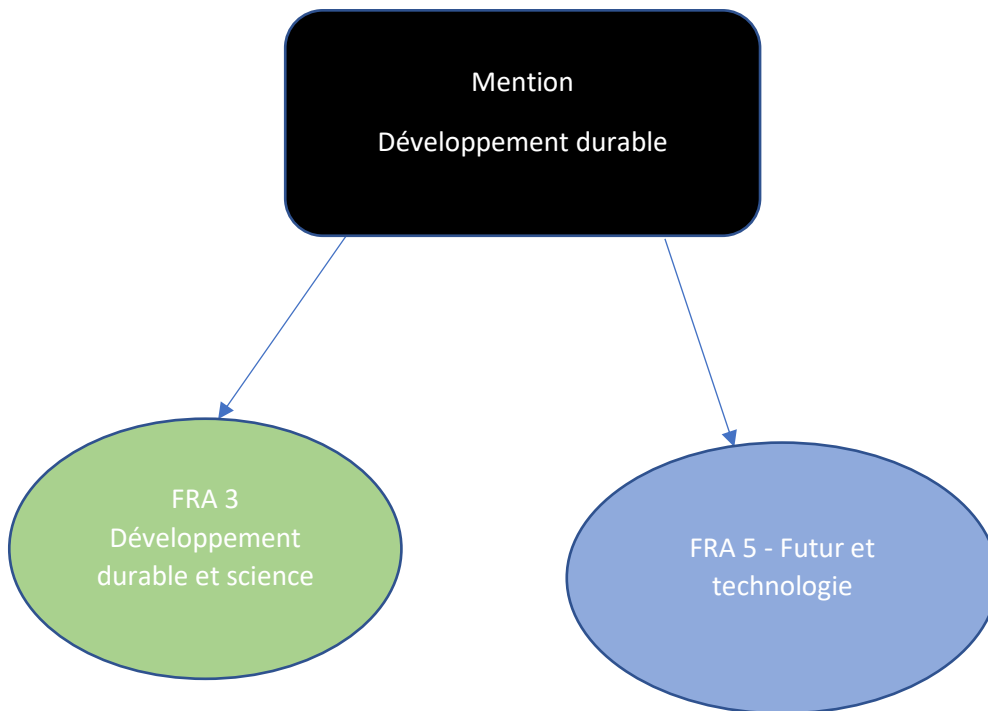 Mention
Développement durable
FRA 3
Développement
durable et science
FRA 5 - Futur et
technologie